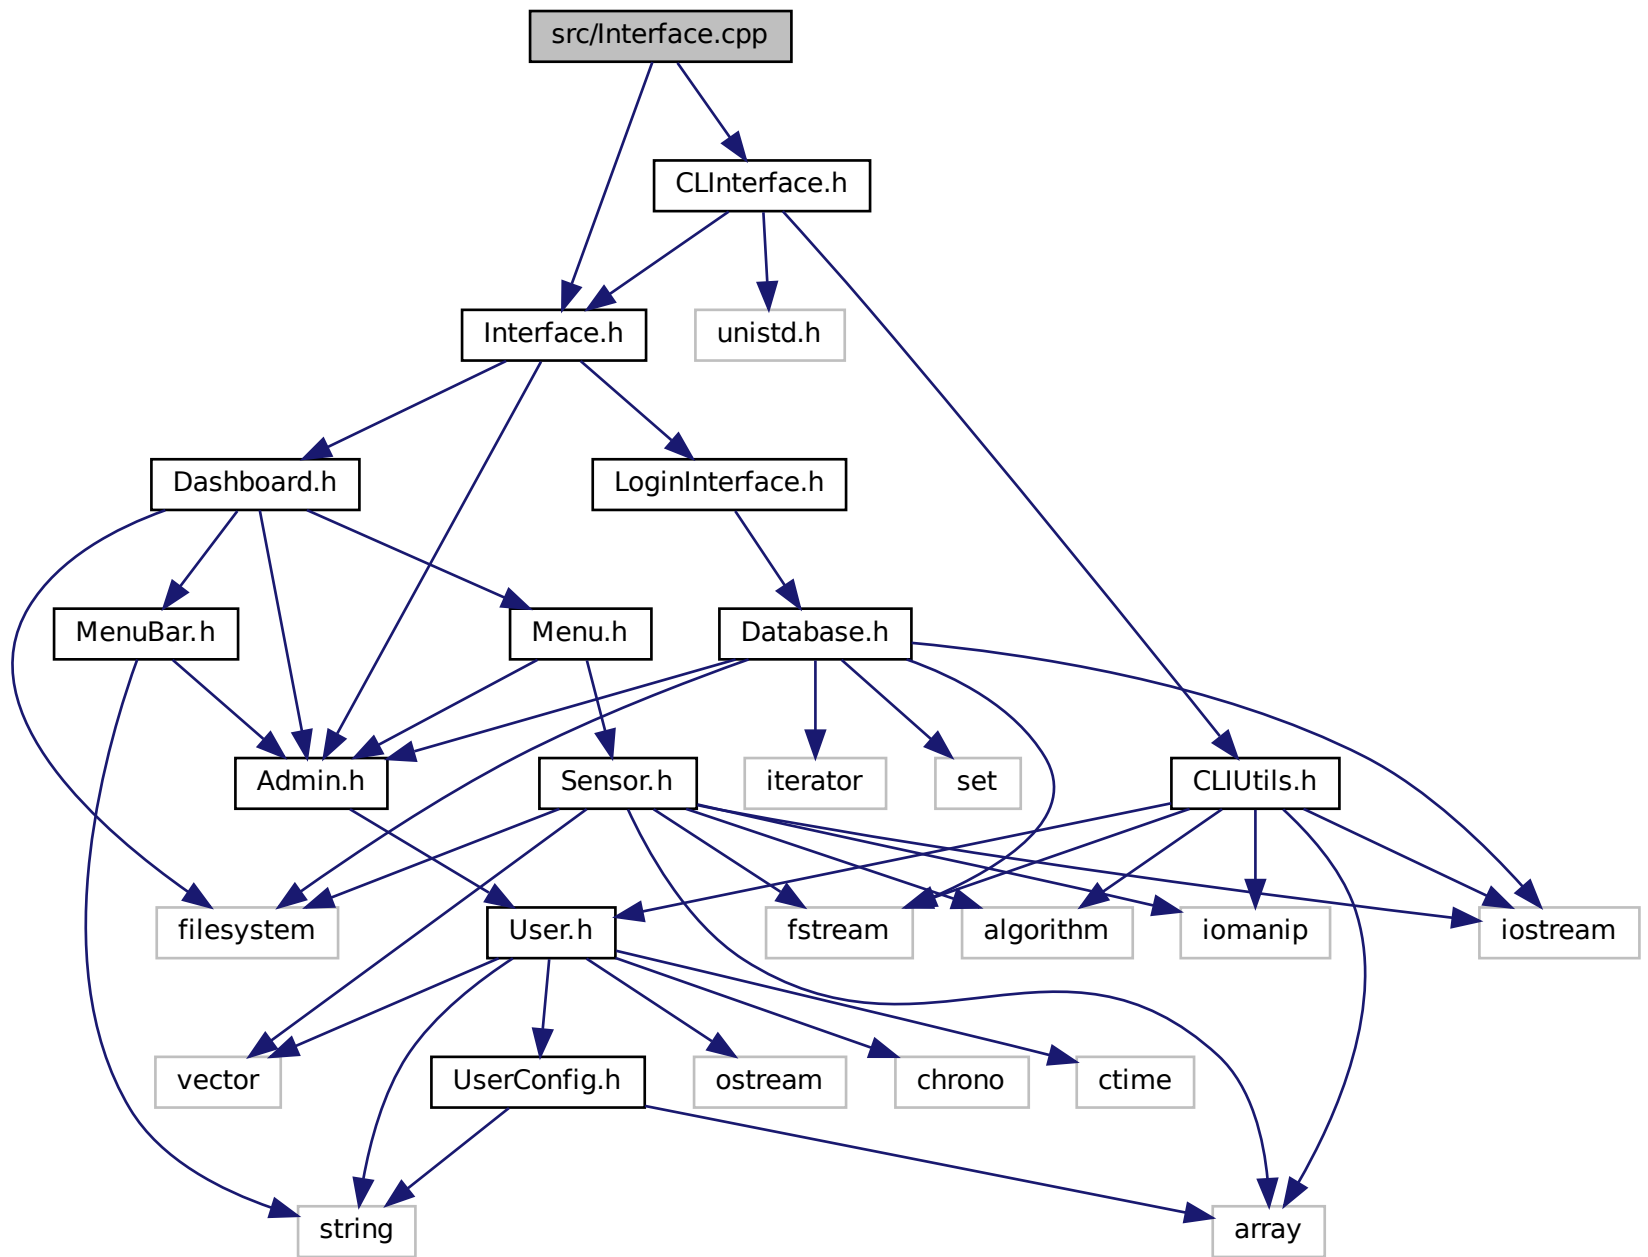 src/Interface.cpp
CLInterface.h
Interface.h
unistd.h
Dashboard.h
LoginInterface.h
MenuBar.h
Menu.h
Database.h
Admin.h
Sensor.h
iterator
set
CLIUtils.h
filesystem
User.h
fstream
algorithm
iomanip
iostream
vector
UserConfig.h
ostream
chrono
ctime
string
array